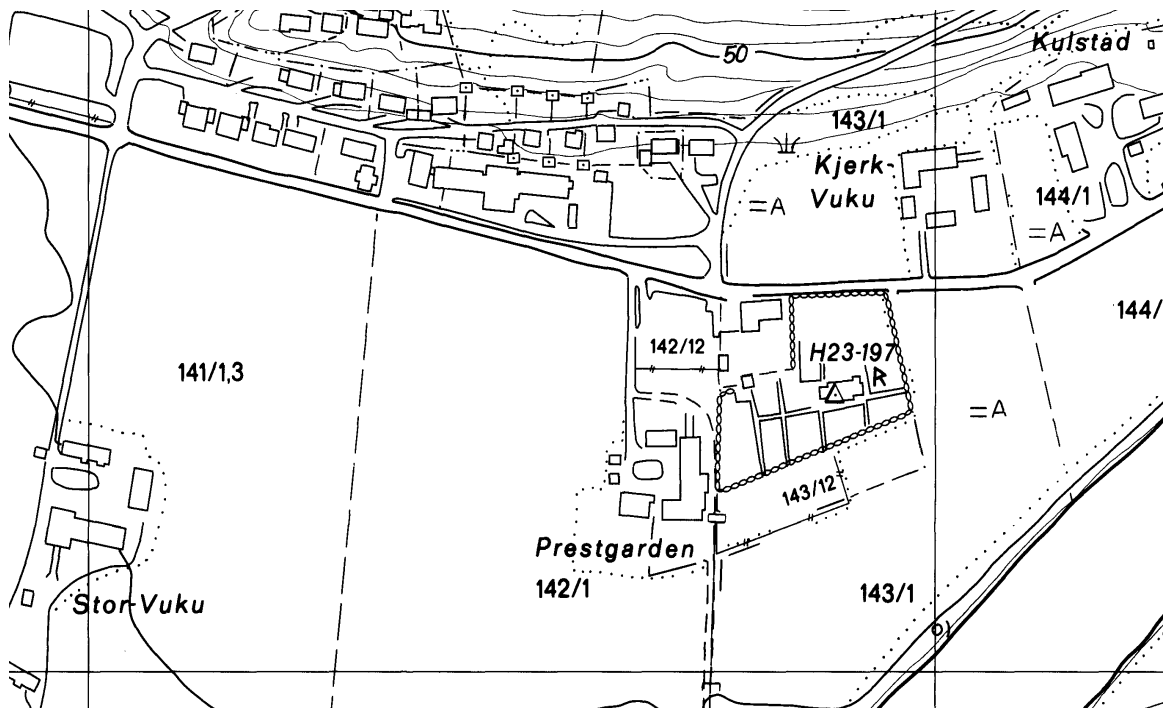 50
Kulstad
143/1
Kjerk-
Vuku
144/1
=A
=A
144/
142/12
H23-197
R
141/1,3
=A
143/12
Prestgarden
142/1
143/1
Stor-Vuku